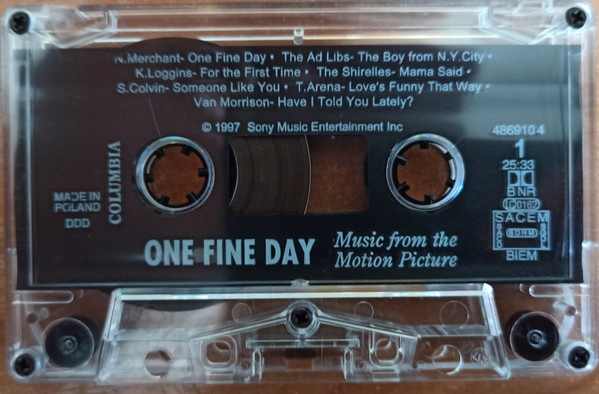 N.Merchant- One Fine Day • The Ad Libs- The Boy from N.Y.City •
K.Loggins- For the First Time • The Shirelles- Mama Said •
S.Colvin- Someone Like You • T.Arena- Love's Funny That Way •
Van Morrison- Have I Told You Lately?
© 1997 Sony Music Entertainment Inc
486910 4
1
25:33
B NR
LC0162
SACEM
SDRM
BIEM
COLUMBIA
MADE IN
POLAND
DDD
ONE FINE DAY
Music from the
Motion Picture